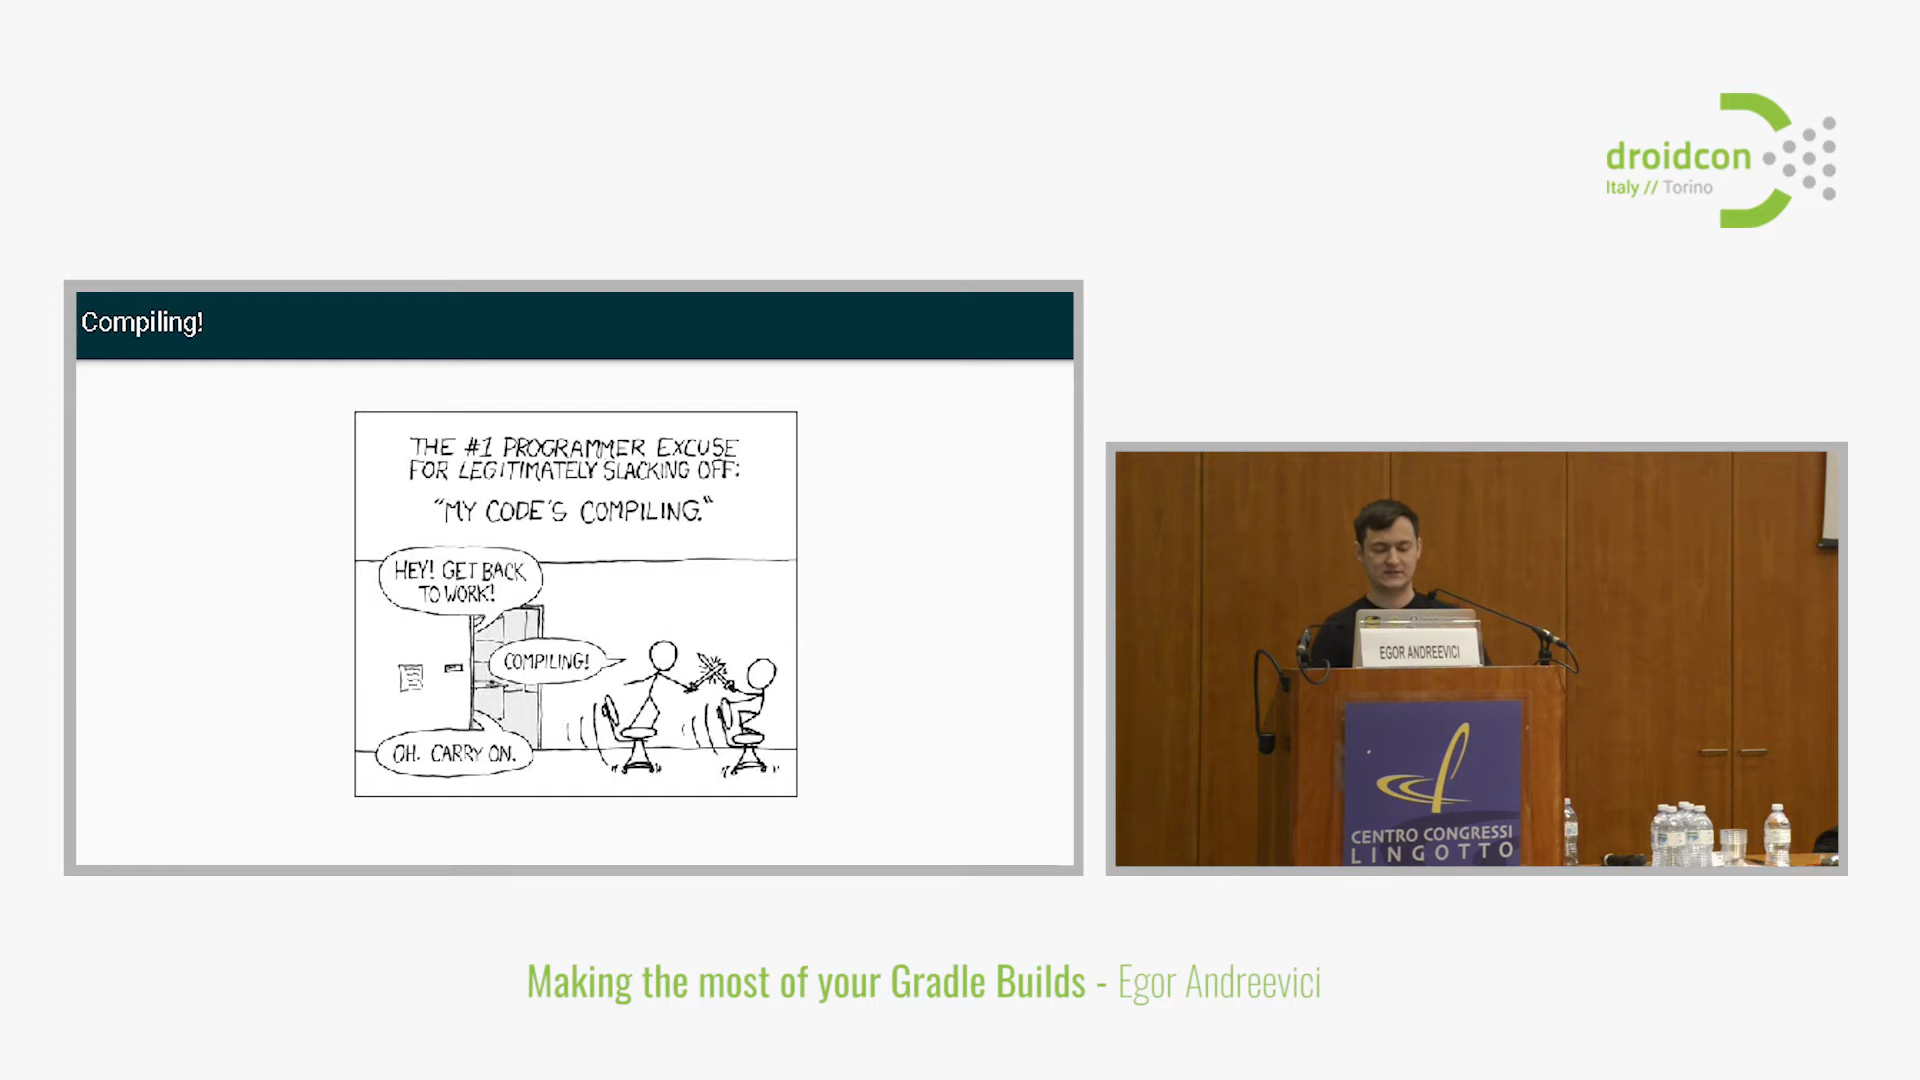 droidcon
Italy // Torino
Compiling!
THE #1 PROGRAMMER EXCUSE
FOR LEGITIMATELY SLACKING OFF:
"MY CODE'S COMPILING."
HEY! GET BACK
TO WORK!
COMPILING!
OH. CARRY ON.
EGOR ANDREEVICI
CENTRO CONGRESSI
LINGOTTO
Making the most of your Gradle Builds - Egor Andreevici